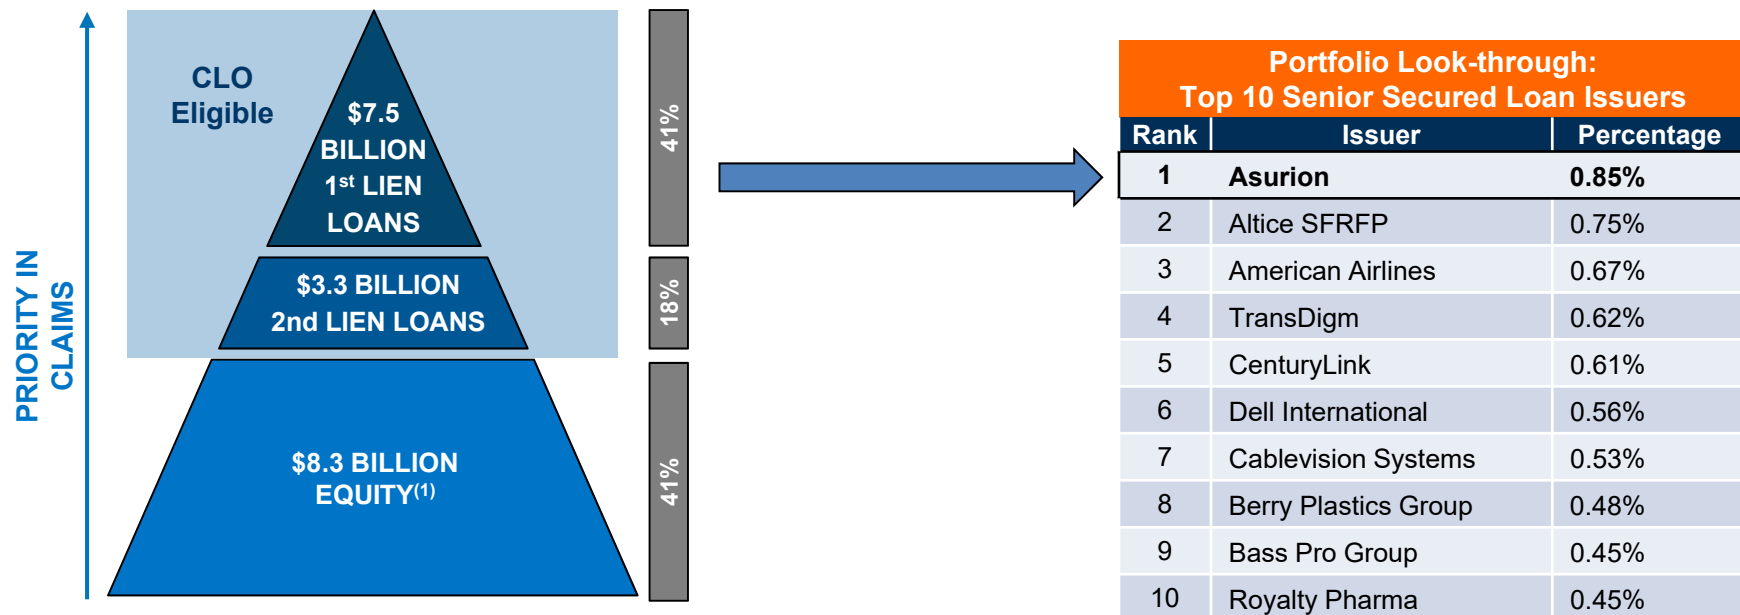 PRIORITY IN
CLAIMS
CLO
Eligible
$7.5
BILLION
1st LIEN
LOANS
41%
$3.3 BILLION
2nd LIEN LOANS
18%
$8.3 BILLION
EQUITY(1)
41%
Portfolio Look-through:
Top 10 Senior Secured Loan Issuers
Rank Issuer Percentage
1 Asurion 0.85%
2 Altice SFRFP 0.75%
3 American Airlines 0.67%
4 TransDigm 0.62%
5 CenturyLink 0.61%
6 Dell International 0.56%
7 Cablevision Systems 0.53%
8 Berry Plastics Group 0.48%
9 Bass Pro Group 0.45%
10 Royalty Pharma 0.45%